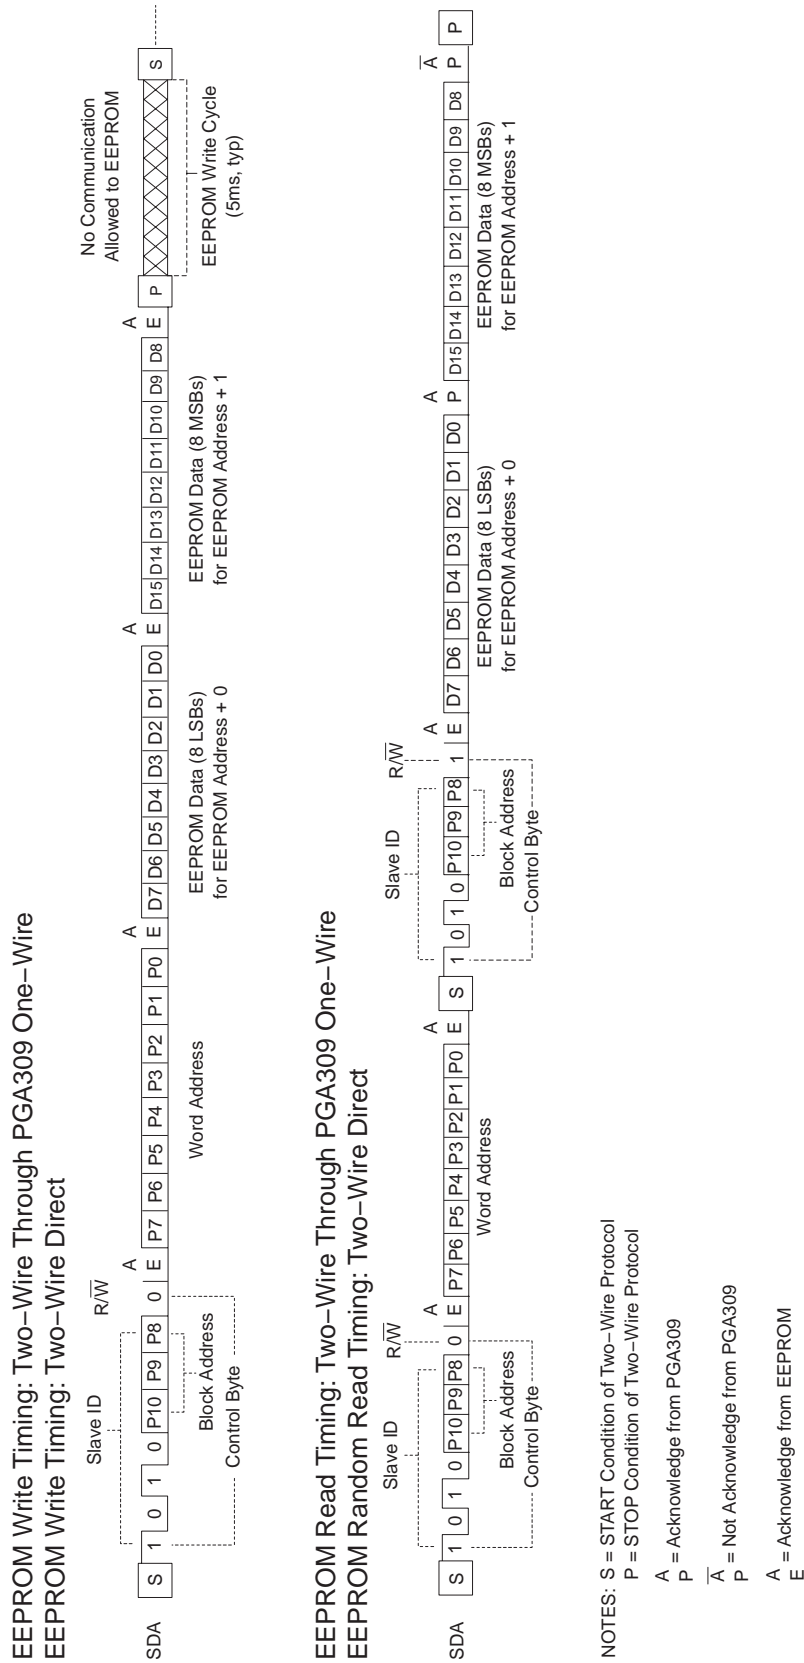 EEPROM Write Timing: Two–Wire Through PGA309 One–Wire
EEPROM Write Timing: Two–Wire Direct
No Communication
Allowed to EEPROM
Slave ID
R/W̅
A A A A
SDA S 1 0 1 0 P10 P9 P8 0 E P7 P6 P5 P4 P3 P2 P1 P0 E D7 D6 D5 D4 D3 D2 D1 D0 E D15 D14 D13 D12 D11 D10 D9 D8 E P S
Block Address
Control Byte
Word Address
EEPROM Data (8 LSBs)
for EEPROM Address + 0
EEPROM Data (8 MSBs)
for EEPROM Address + 1
EEPROM Write Cycle
(5ms, typ)
EEPROM Read Timing: Two–Wire Through PGA309 One–Wire
EEPROM Random Read Timing: Two–Wire Direct
Slave ID
R/W̅
Slave ID
R/W̅
A A A A A̅
SDA S 1 0 1 0 P10 P9 P8 0 E P7 P6 P5 P4 P3 P2 P1 P0 E S 1 0 1 0 P10 P9 P8 1 E D7 D6 D5 D4 D3 D2 D1 D0 P D15 D14 D13 D12 D11 D10 D9 D8 P P
Block Address
Control Byte
Word Address
Block Address
Control Byte
EEPROM Data (8 LSBs)
for EEPROM Address + 0
EEPROM Data (8 MSBs)
for EEPROM Address + 1
NOTES: S = START Condition of Two–Wire Protocol
P = STOP Condition of Two–Wire Protocol
A
P = Acknowledge from PGA309
A̅
P = Not Acknowledge from PGA309
A
E = Acknowledge from EEPROM